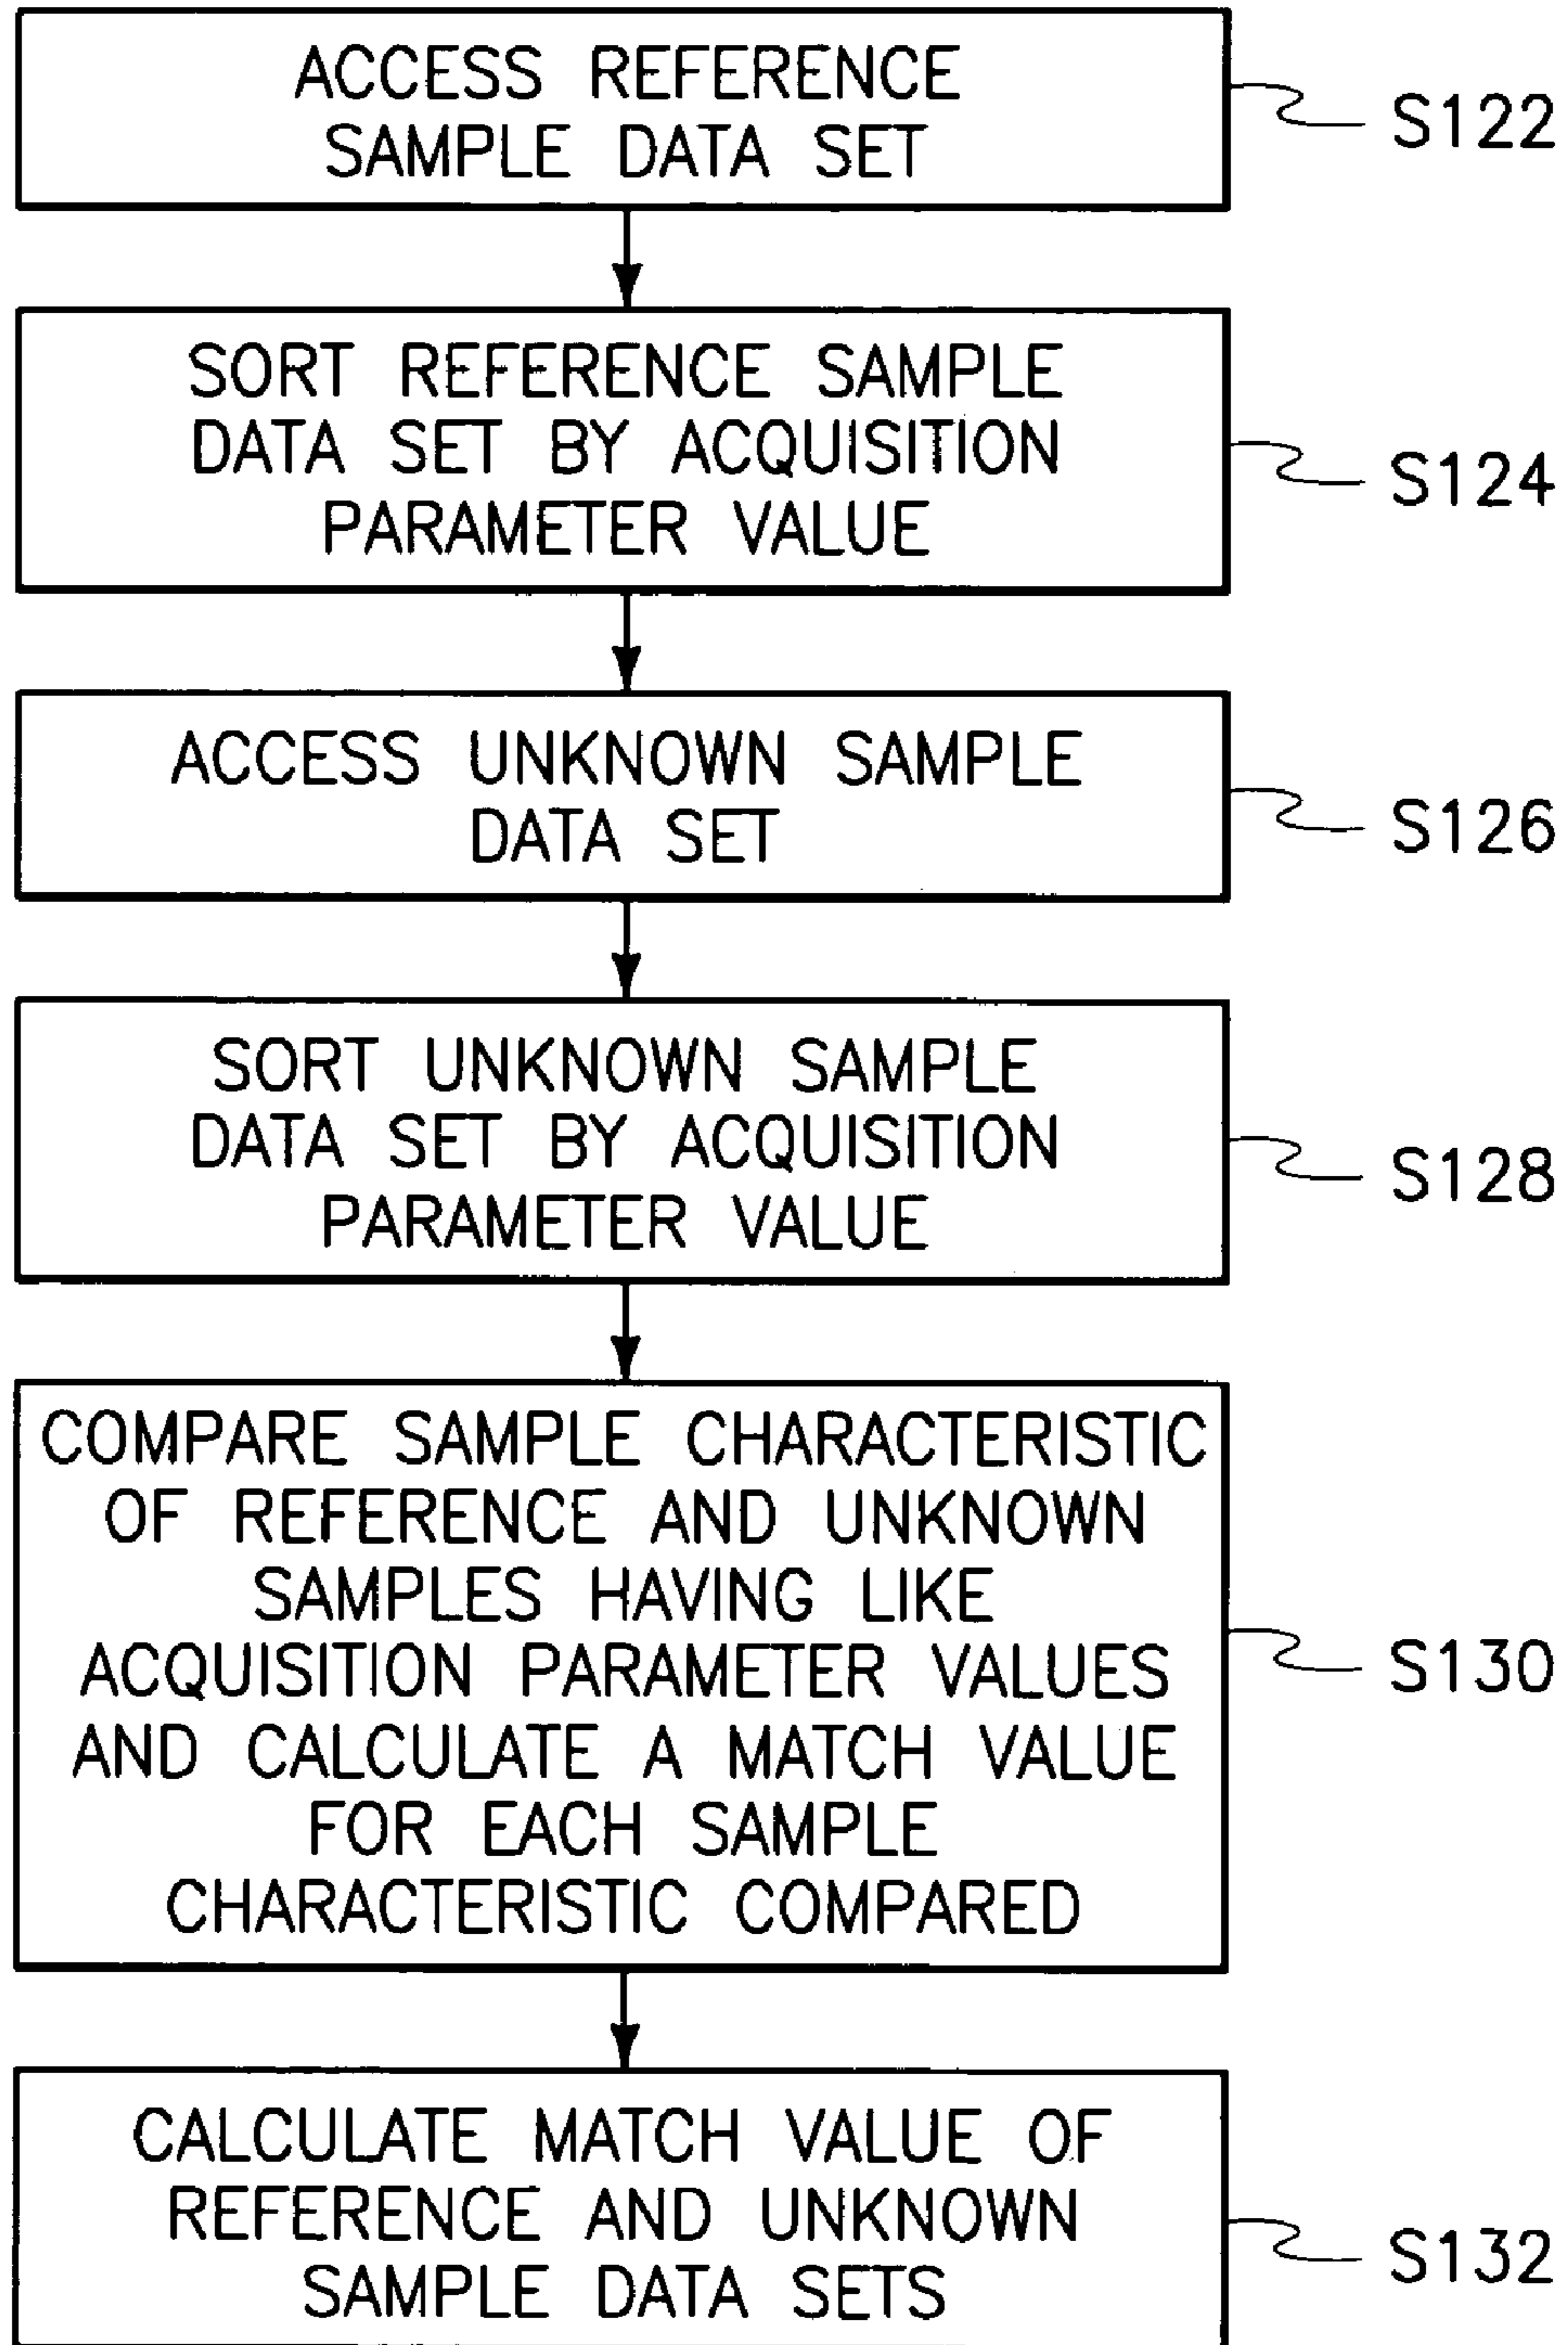 ACCESS REFERENCE
SAMPLE DATA SET
S122
SORT REFERENCE SAMPLE
DATA SET BY ACQUISITION
PARAMETER VALUE
S124
ACCESS UNKNOWN SAMPLE
DATA SET
S126
SORT UNKNOWN SAMPLE
DATA SET BY ACQUISITION
PARAMETER VALUE
S128
COMPARE SAMPLE CHARACTERISTIC
OF REFERENCE AND UNKNOWN
SAMPLES HAVING LIKE
ACQUISITION PARAMETER VALUES
AND CALCULATE A MATCH VALUE
FOR EACH SAMPLE
CHARACTERISTIC COMPARED
S130
CALCULATE MATCH VALUE OF
REFERENCE AND UNKNOWN
SAMPLE DATA SETS
S132